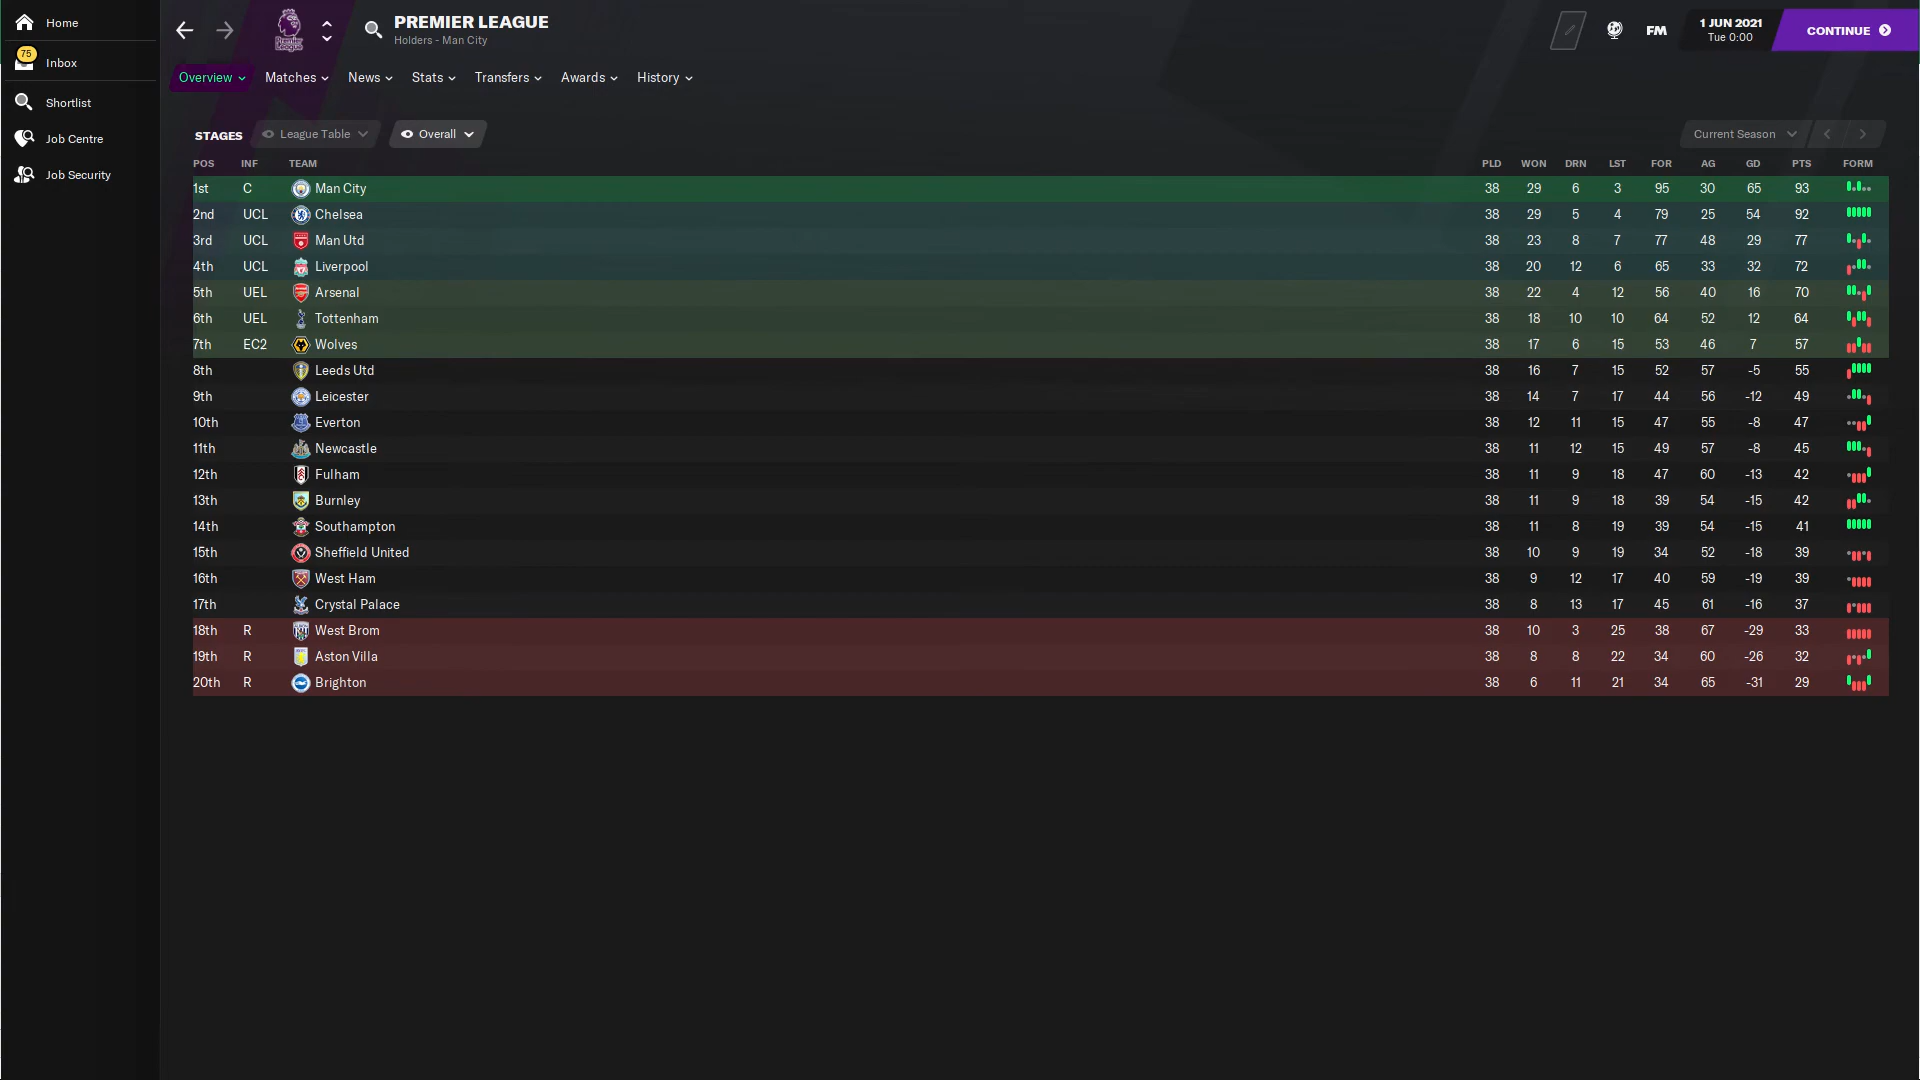 Home
75
Inbox
Shortlist
Job Centre
Job Security
Premier League
PREMIER LEAGUE
Holders - Man City
FM
1 JUN 2021
Tue 0:00
CONTINUE
Overview Matches News Stats Transfers Awards History
STAGES League Table Overall Current Season
POS INF TEAM PLD WON DRN LST FOR AG GD PTS FORM
1st C Man City 38 29 6 3 95 30 65 93
2nd UCL Chelsea 38 29 5 4 79 25 54 92
3rd UCL Man Utd 38 23 8 7 77 48 29 77
4th UCL Liverpool 38 20 12 6 65 33 32 72
5th UEL Arsenal 38 22 4 12 56 40 16 70
6th UEL Tottenham 38 18 10 10 64 52 12 64
7th EC2 Wolves 38 17 6 15 53 46 7 57
8th Leeds Utd 38 16 7 15 52 57 -5 55
9th Leicester 38 14 7 17 44 56 -12 49
10th Everton 38 12 11 15 47 55 -8 47
11th Newcastle 38 11 12 15 49 57 -8 45
12th Fulham 38 11 9 18 47 60 -13 42
13th Burnley 38 11 9 18 39 54 -15 42
14th Southampton 38 11 8 19 39 54 -15 41
15th Sheffield United 38 10 9 19 34 52 -18 39
16th West Ham 38 9 12 17 40 59 -19 39
17th Crystal Palace 38 8 13 17 45 61 -16 37
18th R West Brom 38 10 3 25 38 67 -29 33
19th R Aston Villa 38 8 8 22 34 60 -26 32
20th R Brighton 38 6 11 21 34 65 -31 29